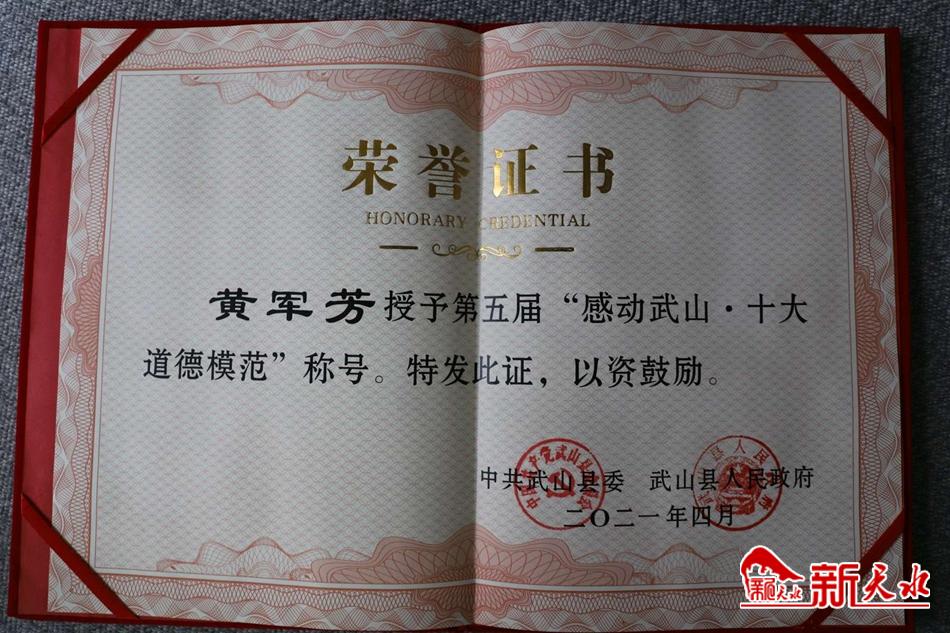 荣誉证书
HONORARY CREDENTIAL
黄军芳授予第五届“感动武山·十大
道德模范”称号。特发此证，以资鼓励。
中共武山县委 武山县人民政府
二〇二一年四月
新天水
新天水